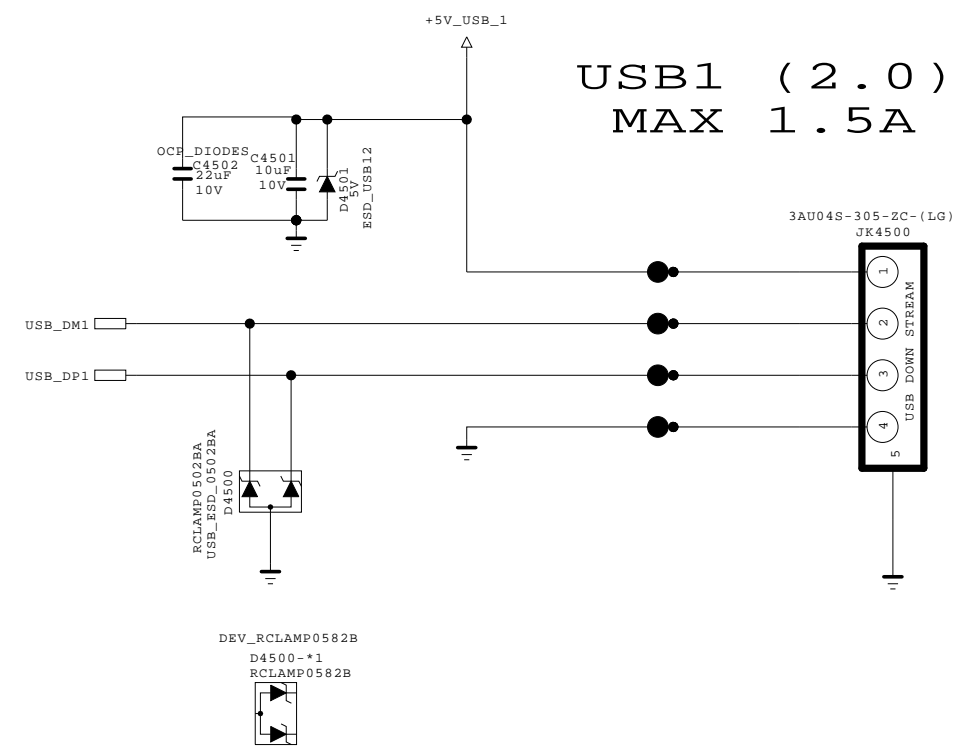 +5V_USB_1
USB1 (2.0)
MAX 1.5A
OCP_DIODES
C4502
22uF
10V
C4501
10uF
10V
D4501
5V
ESD_USB12
3AU04S-305-ZC-(LG)
JK4500
1
2
3
4
5
USB DOWN STREAM
USB_DM1
USB_DP1
RCLAMP0502BA
USB_ESD_0502BA
D4500
DEV_RCLAMP0582B
D4500-*1
RCLAMP0582B